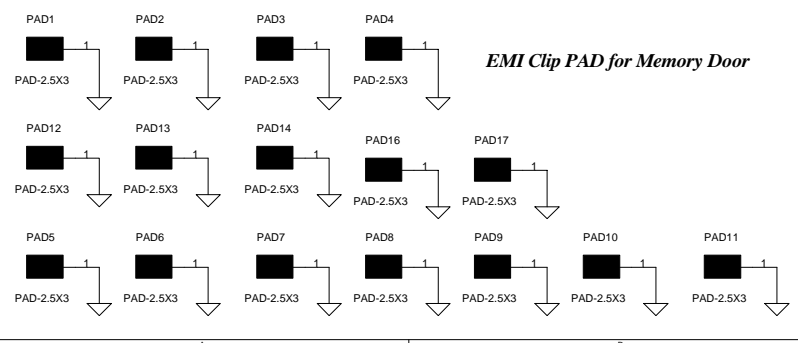 PAD1 PAD2 PAD3 PAD4
1 1 1 1
EMI Clip PAD for Memory Door
PAD-2.5X3 PAD-2.5X3 PAD-2.5X3 PAD-2.5X3
PAD12 PAD13 PAD14
PAD16 PAD17
1 1 1
1 1
PAD-2.5X3 PAD-2.5X3 PAD-2.5X3
PAD-2.5X3 PAD-2.5X3
PAD5 PAD6 PAD7 PAD8 PAD9 PAD10 PAD11
1 1 1 1 1 1 1
PAD-2.5X3 PAD-2.5X3 PAD-2.5X3 PAD-2.5X3 PAD-2.5X3 PAD-2.5X3 PAD-2.5X3